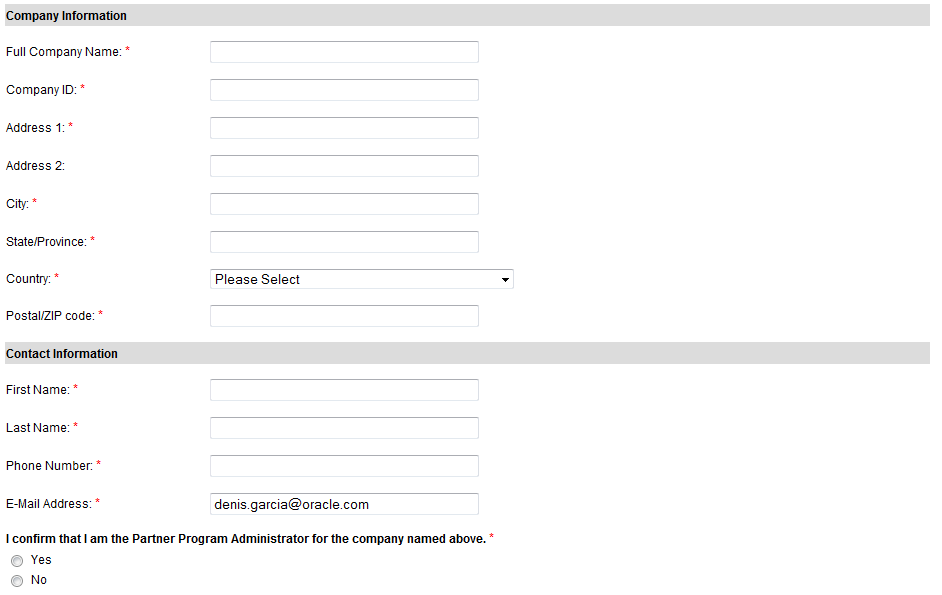 Company Information
Full Company Name: *
Company ID: *
Address 1: *
Address 2:
City: *
State/Province: *
Country: * Please Select
Postal/ZIP code: *
Contact Information
First Name: *
Last Name: *
Phone Number: *
E-Mail Address: * denis.garcia@oracle.com
I confirm that I am the Partner Program Administrator for the company named above. *
Yes
No